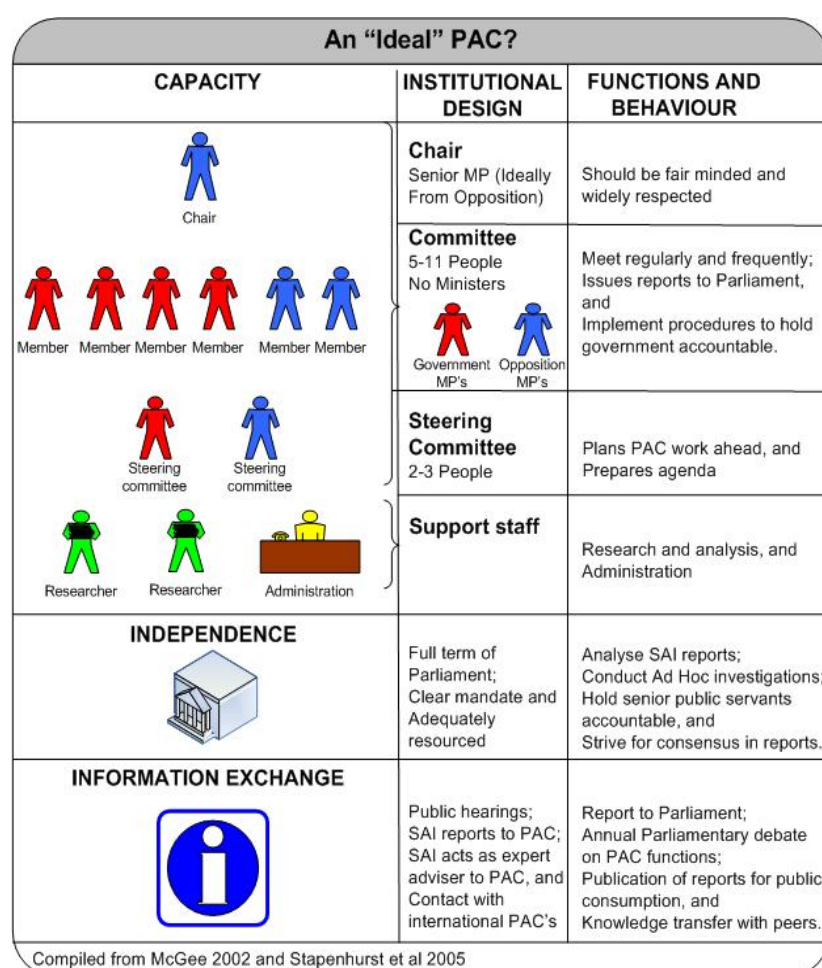 An “Ideal” PAC?
CAPACITY
INSTITUTIONAL
DESIGN
FUNCTIONS AND
BEHAVIOUR
Chair
Chair
Senior MP (Ideally
From Opposition)
Should be fair minded and
widely respected
Member Member Member Member Member Member
Committee
5-11 People
No Ministers
Government
MP's
Opposition
MP's
Meet regularly and frequently;
Issues reports to Parliament,
and
Implement procedures to hold
government accountable.
Steering
committee
Steering
committee
Steering
Committee
2-3 People
Plans PAC work ahead, and
Prepares agenda
Researcher Researcher Administration
Support staff
Research and analysis, and
Administration
INDEPENDENCE
Full term of
Parliament;
Clear mandate and
Adequately
resourced
Analyse SAI reports;
Conduct Ad Hoc investigations;
Hold senior public servants
accountable, and
Strive for consensus in reports.
INFORMATION EXCHANGE
Public hearings;
SAI reports to PAC;
SAI acts as expert
adviser to PAC, and
Contact with
international PAC's
Report to Parliament;
Annual Parliamentary debate
on PAC functions;
Publication of reports for public
consumption, and
Knowledge transfer with peers.
Compiled from McGee 2002 and Stapenhurst et al 2005